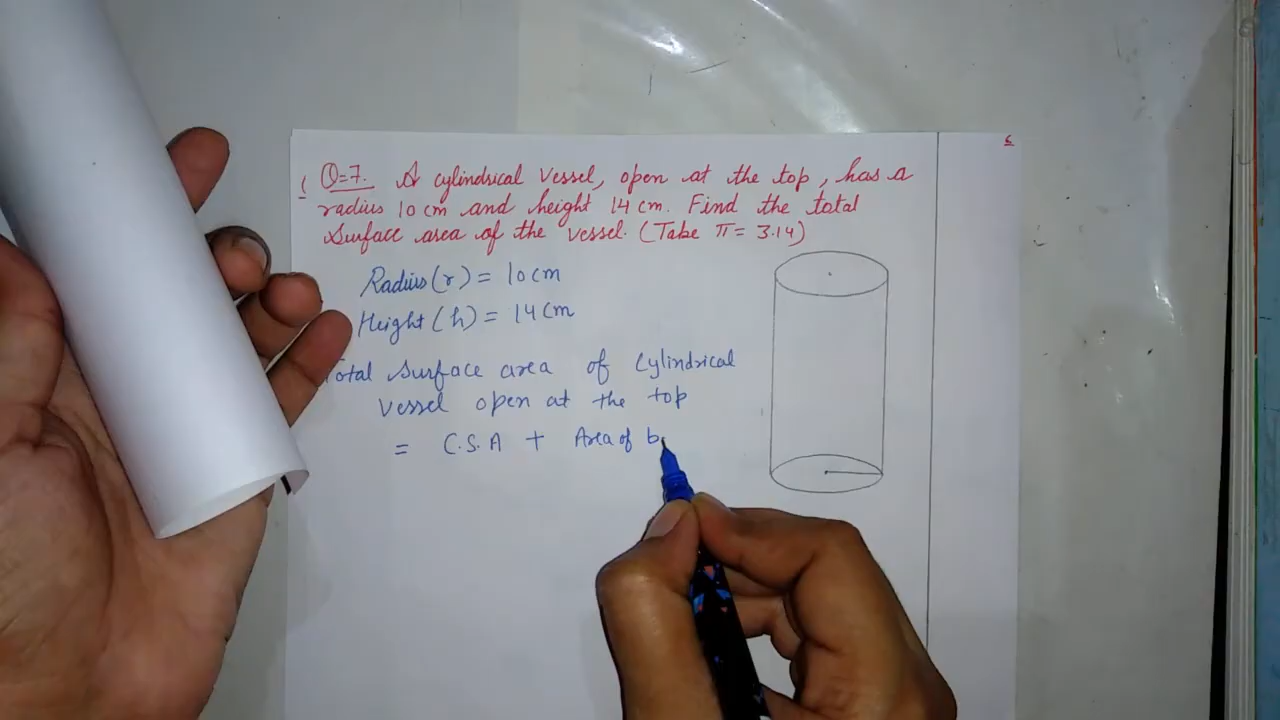 6
Q=7. A cylindrical vessel, open at the top, has a
radius 10 cm and height 14 cm. Find the total
surface area of the vessel. (Take π = 3.14)
Radius (r) = 10 cm
Height (h) = 14 cm
Total Surface area of Cylindrical
vessel open at the top
= C.S.A + Area of b